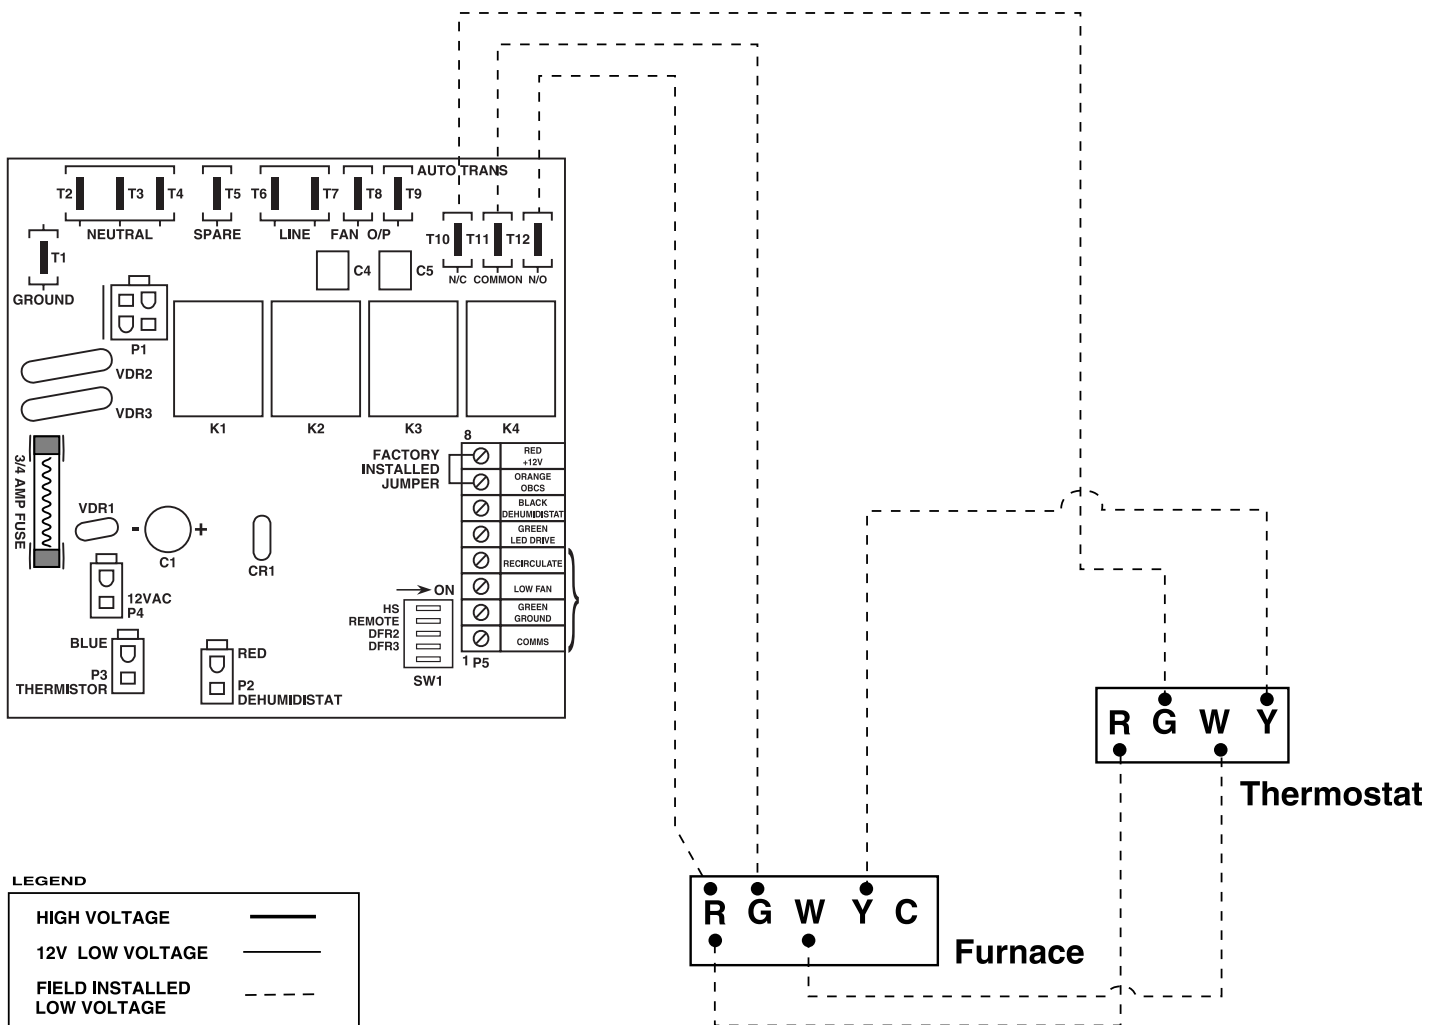 AUTO TRANS
T2 T3 T4 T5 T6 T7 T8 T9
NEUTRAL SPARE LINE FAN O/P
T10 T11 T12
N/C COMMON N/O
T1
GROUND
C4 C5
P1
VDR2
VDR3
K1 K2 K3 K4
3/4 AMP FUSE
VDR1
- +
C1
CR1
12VAC
P4
BLUE
P3
THERMISTOR
RED
P2
DEHUMIDISTAT
FACTORY
INSTALLED
JUMPER
8
RED
+12V
ORANGE
OBCS
BLACK
DEHUMIDISTAT
GREEN
LED DRIVE
RECIRCULATE
LOW FAN
GREEN
GROUND
COMMS
1 P5
ON
HS
REMOTE
DFR2
DFR3
SW1
R G W Y
Thermostat
R G W Y C
Furnace
LEGEND
HIGH VOLTAGE
12V LOW VOLTAGE
FIELD INSTALLED
LOW VOLTAGE